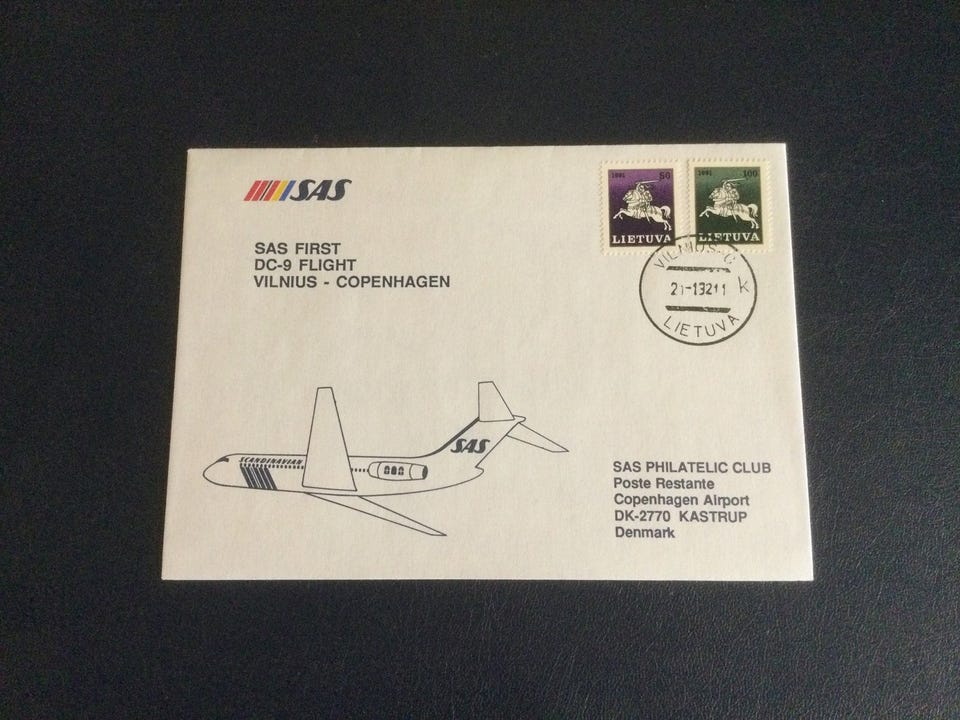 SAS
SAS FIRST
DC-9 FLIGHT
VILNIUS - COPENHAGEN
1991 50
LIETUVA
1991 100
LIETUVA
VILNIUS-C
K
LIETUVA
SCANDINAVIAN
SAS
SAS PHILATELIC CLUB
Poste Restante
Copenhagen Airport
DK-2770 KASTRUP
Denmark